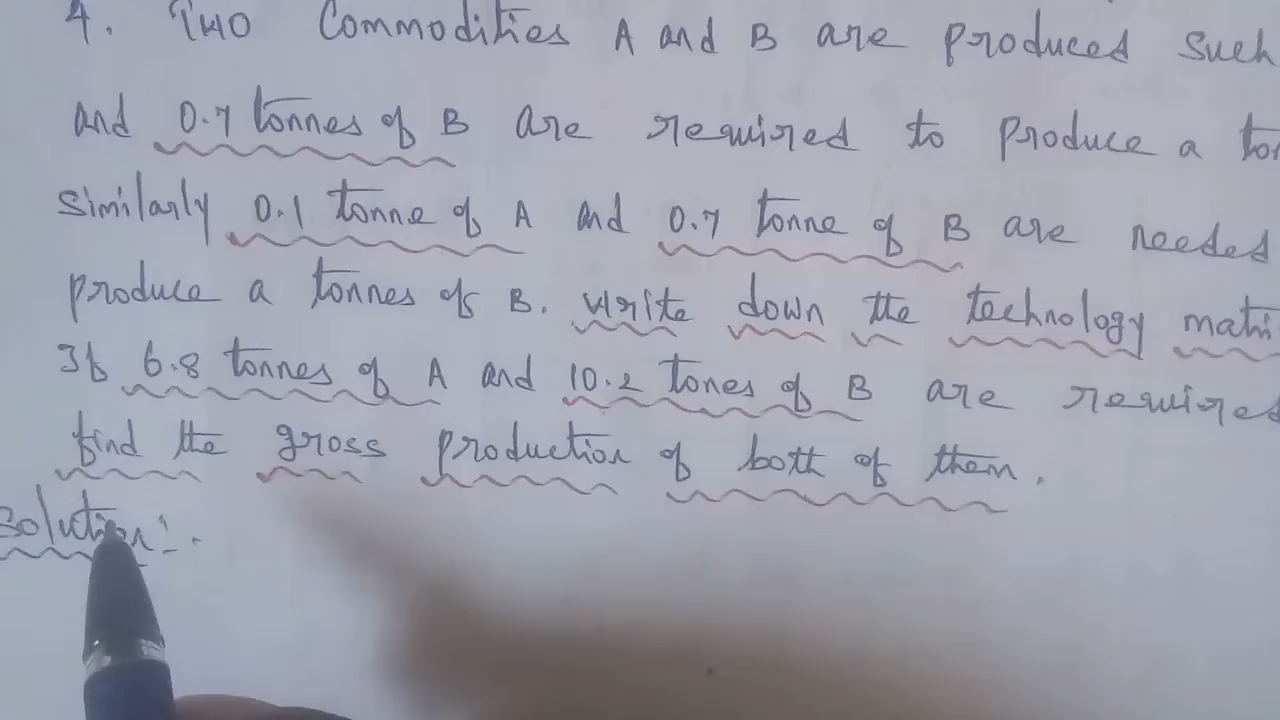 4. Two Commodities A and B are produced such
and 0.7 tonnes of B are required to produce a
similarly 0.1 tonne of A and 0.7 tonne of B are needed
produce a tonnes of B. Write down the technology
If 6.8 tonnes of A and 10.2 tones of B are required
find the gross production of both of them.
Solution:-